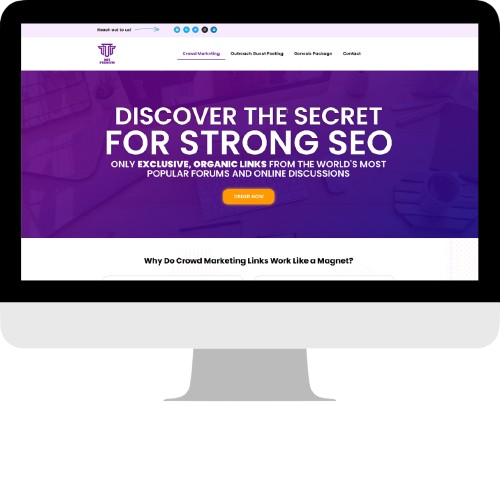 Reach out to us!
Crowd Marketing Outreach Guest Posting Genesis Package Contact
DISCOVER THE SECRET
FOR STRONG SEO
ONLY EXCLUSIVE, ORGANIC LINKS FROM THE WORLD'S MOST
POPULAR FORUMS AND ONLINE DISCUSSIONS
ORDER NOW
Why Do Crowd Marketing Links Work Like a Magnet?